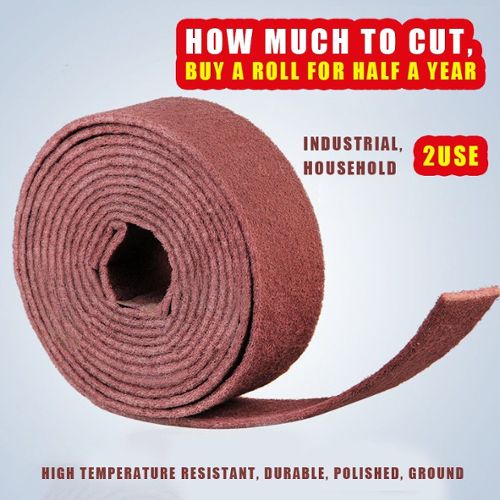 HOW MUCH TO CUT,
BUY A ROLL FOR HALF A YEAR
INDUSTRIAL,
HOUSEHOLD
2USE
HIGH TEMPERATURE RESISTANT, DURABLE, POLISHED, GROUND